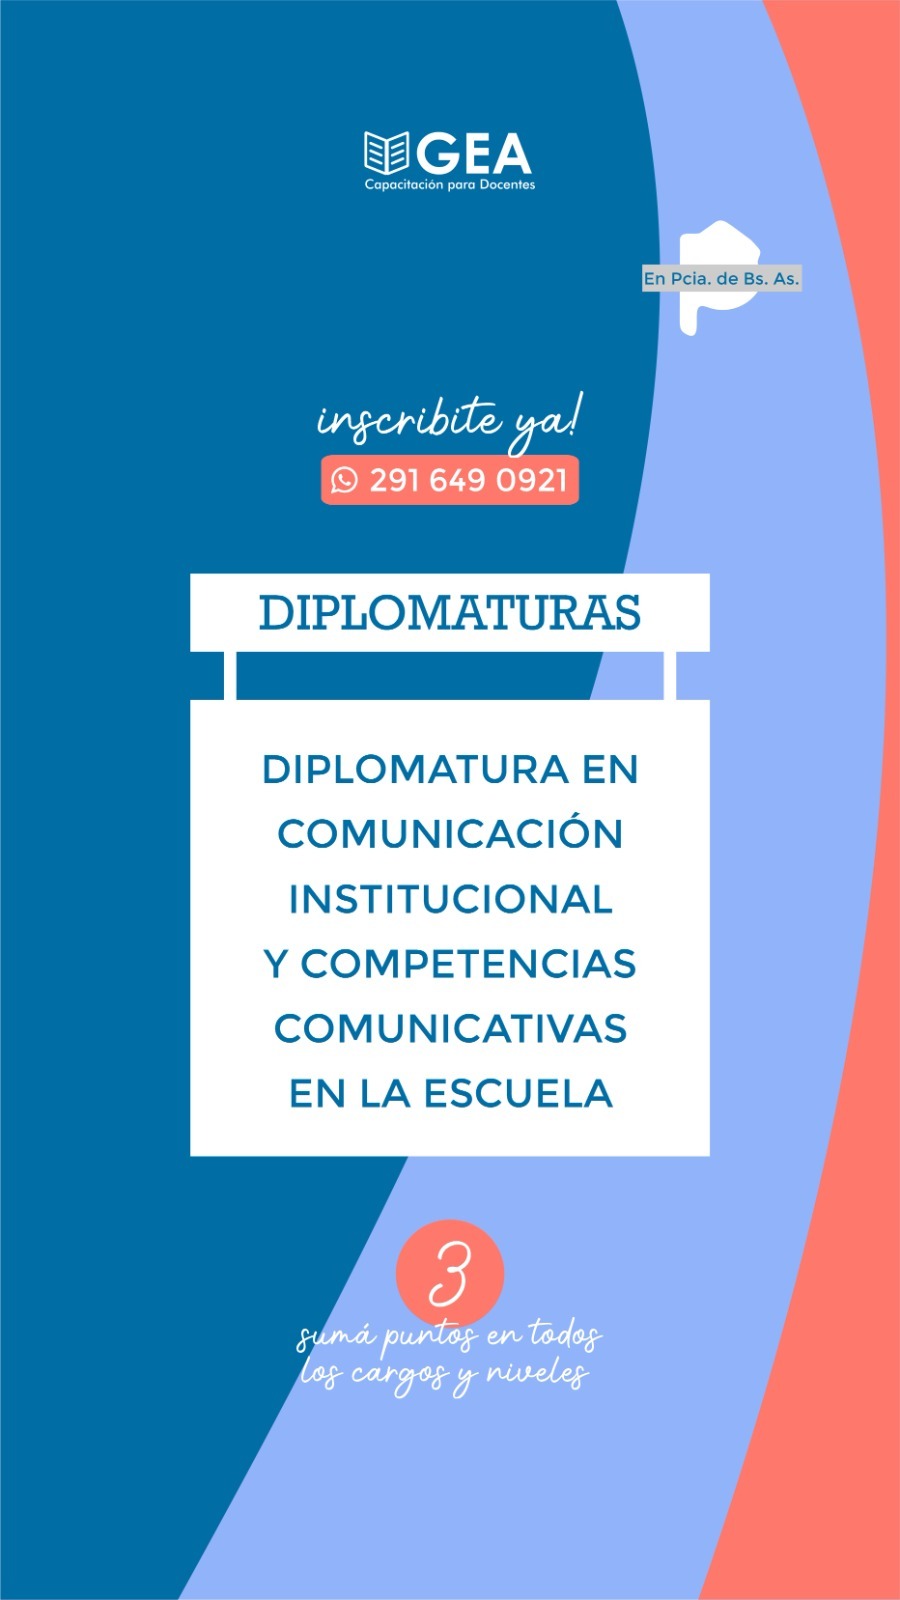 GEA
Capacitación para Docentes
En Pcia. de Bs. As.
inscribite ya!
291 649 0921
DIPLOMATURAS
DIPLOMATURA EN
COMUNICACIÓN
INSTITUCIONAL
Y COMPETENCIAS
COMUNICATIVAS
EN LA ESCUELA
3
sumá puntos en todos
los cargos y niveles